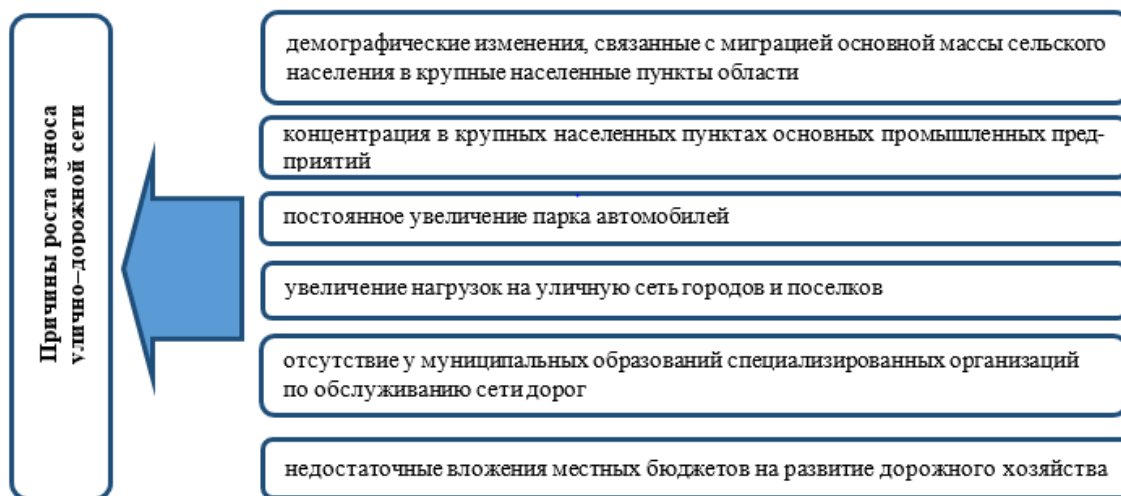 Причины роста износа
улично–дорожной сети
демографические изменения, связанные с миграцией основной массы сельского
населения в крупные населенные пункты области
концентрация в крупных населенных пунктах основных промышленных пред-
приятий
постоянное увеличение парка автомобилей
увеличение нагрузок на уличную сеть городов и поселков
отсутствие у муниципальных образований специализированных организаций
по обслуживанию сети дорог
недостаточные вложения местных бюджетов на развитие дорожного хозяйства